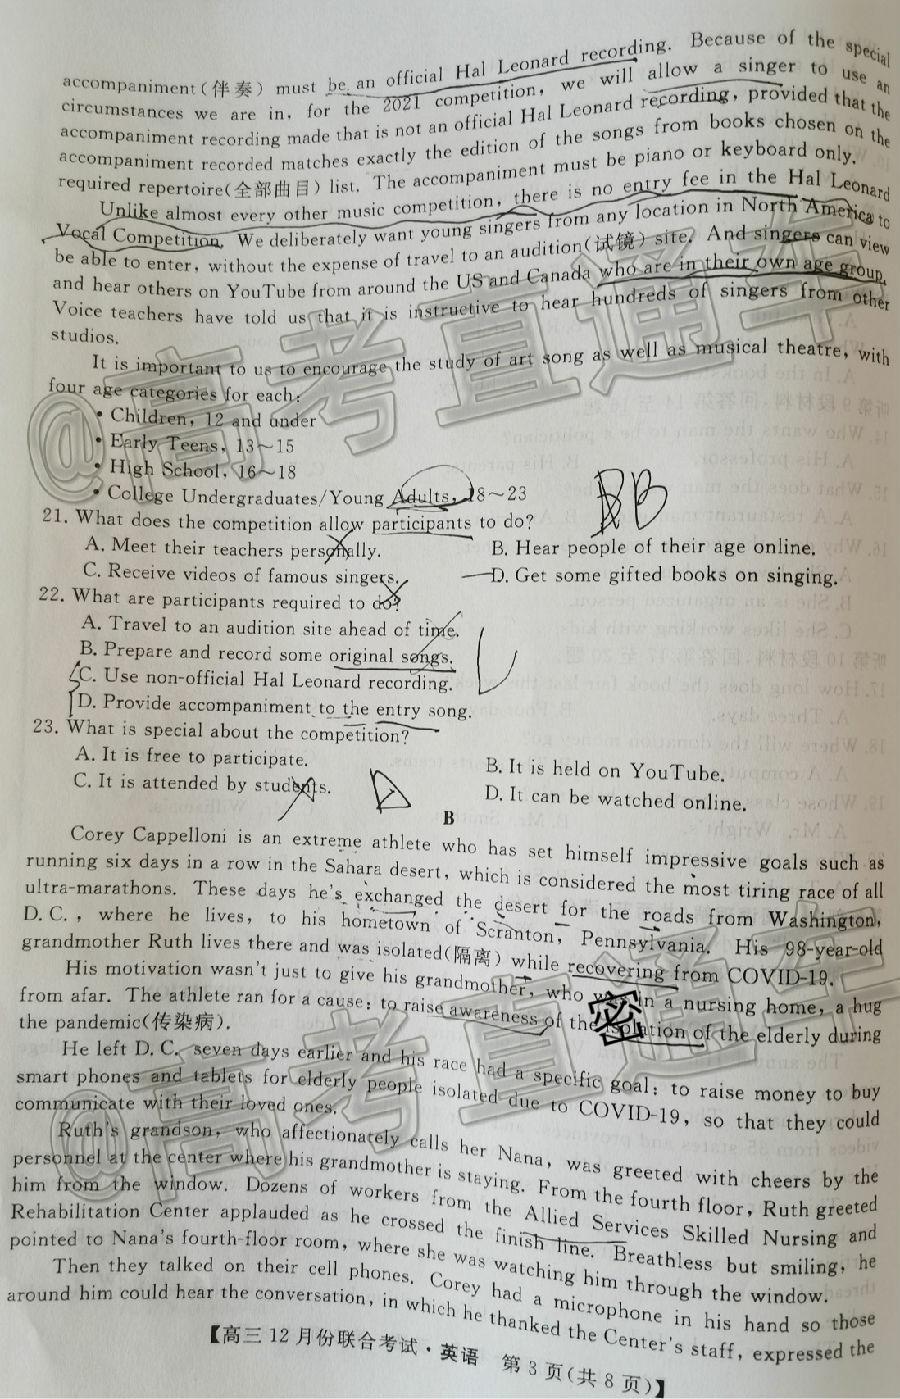 accompaniment(伴奏) must be an official Hal Leonard recording. Because of the special
circumstances we are in, for the 2021 competition, we will allow a singer to use an
accompaniment recording made that is not an official Hal Leonard recording, provided that the
accompaniment recorded matches exactly the edition of the songs from books chosen on the
required repertoire(全部曲目) list. The accompaniment must be piano or keyboard only.
Unlike almost every other music competition, there is no entry fee in the Hal Leonard
Vocal Competition. We deliberately want young singers from any location in North America to
be able to enter, without the expense of travel to an audition(试镜) site. And singers can view
and hear others on YouTube from around the US and Canada who are in their own age group.
Voice teachers have told us that it is instructive to hear hundreds of singers from other
studios.
It is important to us to encourage the study of art song as well as musical theatre, with
four age categories for each:
• Children, 12 and under
• Early Teens, 13~15
• High School, 16~18
• College Undergraduates/Young Adults, 18~23
BB
21. What does the competition allow participants to do?
A. Meet their teachers personally. B. Hear people of their age online.
C. Receive videos of famous singers. D. Get some gifted books on singing.
22. What are participants required to do?
A. Travel to an audition site ahead of time.
B. Prepare and record some original songs.
C. Use non-official Hal Leonard recording.
D. Provide accompaniment to the entry song.
23. What is special about the competition?
A. It is free to participate. B. It is held on YouTube.
C. It is attended by students. D. It can be watched online.
B
Corey Cappelloni is an extreme athlete who has set himself impressive goals such as
running six days in a row in the Sahara desert, which is considered the most tiring race of all
ultra-marathons. These days he's exchanged the desert for the roads from Washington,
D. C., where he lives, to his hometown of Scranton, Pennsylvania. His 98-year-old
grandmother Ruth lives there and was isolated(隔离) while recovering from COVID-19.
His motivation wasn't just to give his grandmother, who was in a nursing home, a hug
from afar. The athlete ran for a cause: to raise awareness of the isolation of the elderly during
the pandemic(传染病).
密
He left D. C. seven days earlier and his race had a specific goal: to raise money to buy
smart phones and tablets for elderly people isolated due to COVID-19, so that they could
communicate with their loved ones.
Ruth's grandson, who affectionately calls her Nana, was greeted with cheers by the
personnel at the center where his grandmother is staying. From the fourth floor, Ruth greeted
him from the window. Dozens of workers from the Allied Services Skilled Nursing and
Rehabilitation Center applauded as he crossed the finish line. Breathless but smiling, he
pointed to Nana's fourth-floor room, where she was watching him through the window.
Then they talked on their cell phones. Corey had a microphone in his hand so those
around him could hear the conversation, in which he thanked the Center's staff, expressed the
【高三12月份联合考试·英语 第3页(共8页)】
@高考直通车
@高考直通车